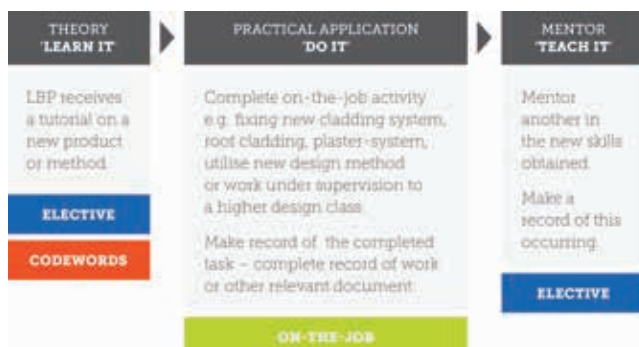 THEORY
'LEARN IT'
LBP receives
a tutorial on a
new product
or method.
ELECTIVE
CODEWORDS
PRACTICAL APPLICATION
'DO IT'
Complete on-the-job activity
e.g. fixing new cladding system,
root cladding, plaster-system,
utilise new design method
or work under supervision to
a higher design class.
Make record of the completed
task – complete record of work
or other relevant document.
ON-THE-JOB
MENTOR
'TEACH IT'
Mentor
another in
the new skills
obtained.
Make a
record of this
occurring.
ELECTIVE